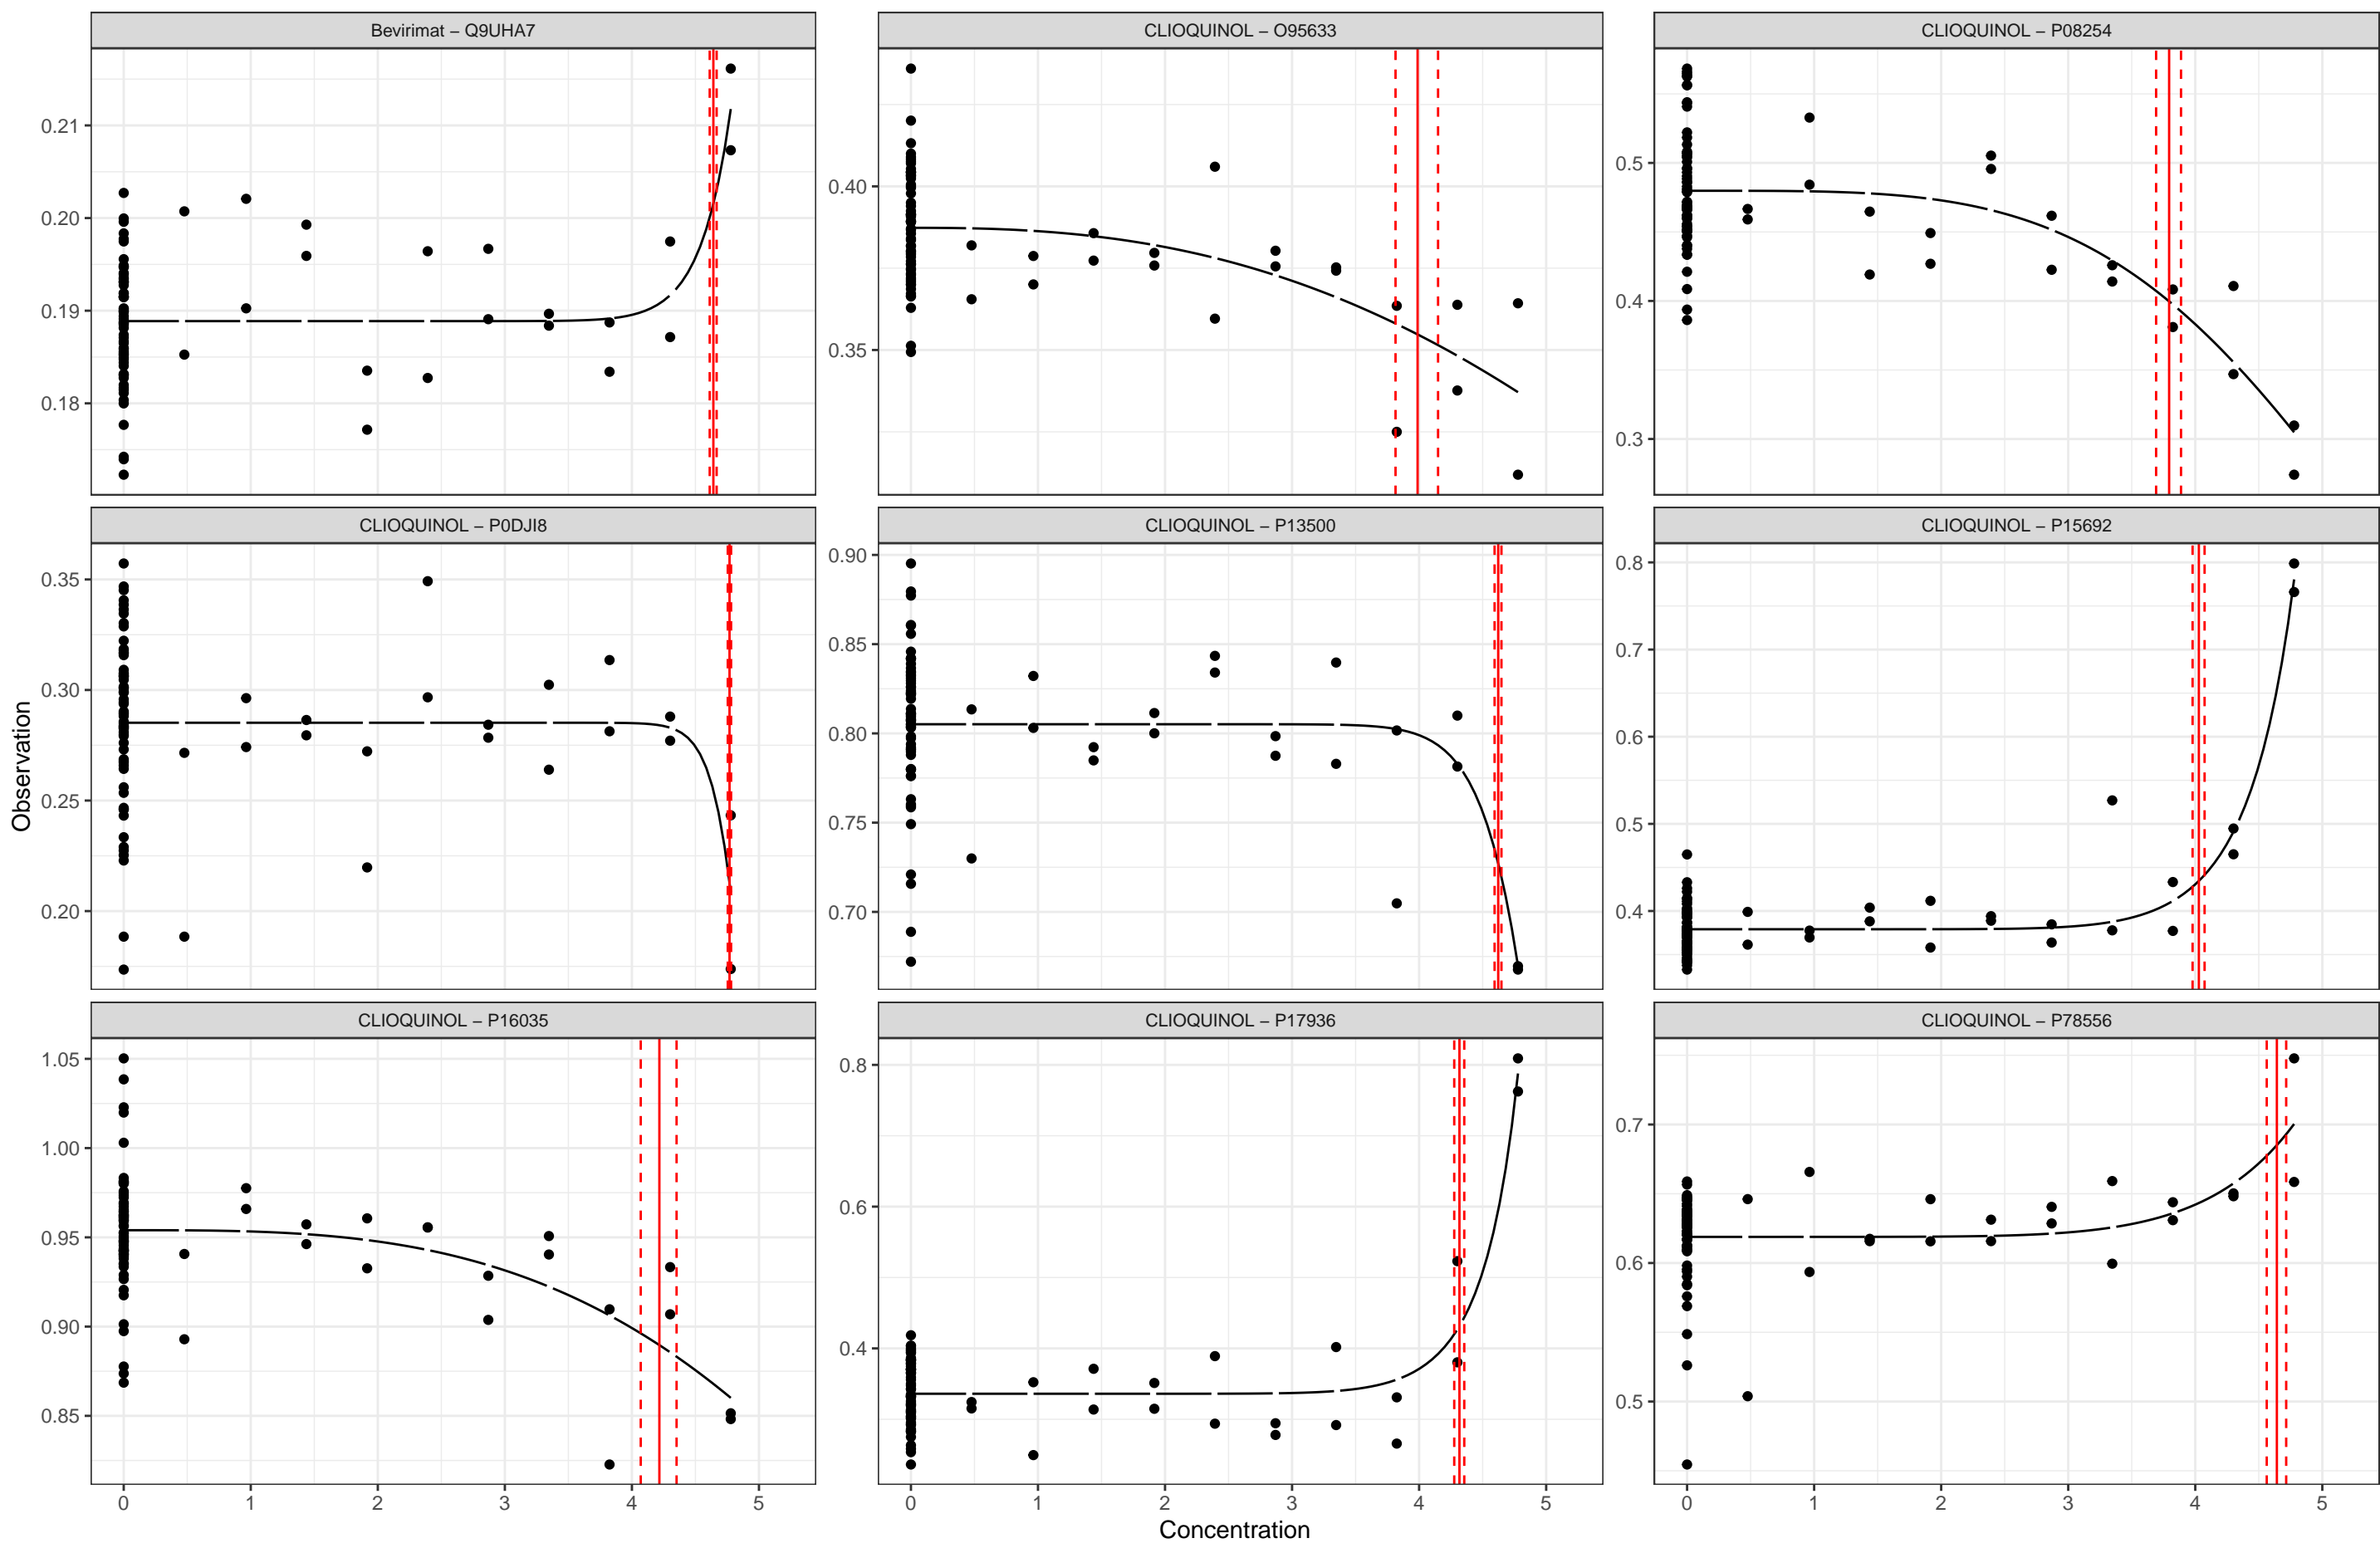 Bevirimat – Q9UHA7
CLIOQUINOL – O95633
CLIOQUINOL – P08254
0.21
0.20
0.19
0.18
0.40
0.35
0.5
0.4
0.3
CLIOQUINOL – P0DJI8
CLIOQUINOL – P13500
CLIOQUINOL – P15692
0.35
0.30
0.25
0.20
0.90
0.85
0.80
0.75
0.70
0.8
0.7
0.6
0.5
0.4
Observation
CLIOQUINOL – P16035
CLIOQUINOL – P17936
CLIOQUINOL – P78556
1.05
1.00
0.95
0.90
0.85
0.8
0.6
0.4
0.7
0.6
0.5
0 1 2 3 4 5
0 1 2 3 4 5
0 1 2 3 4 5
Concentration